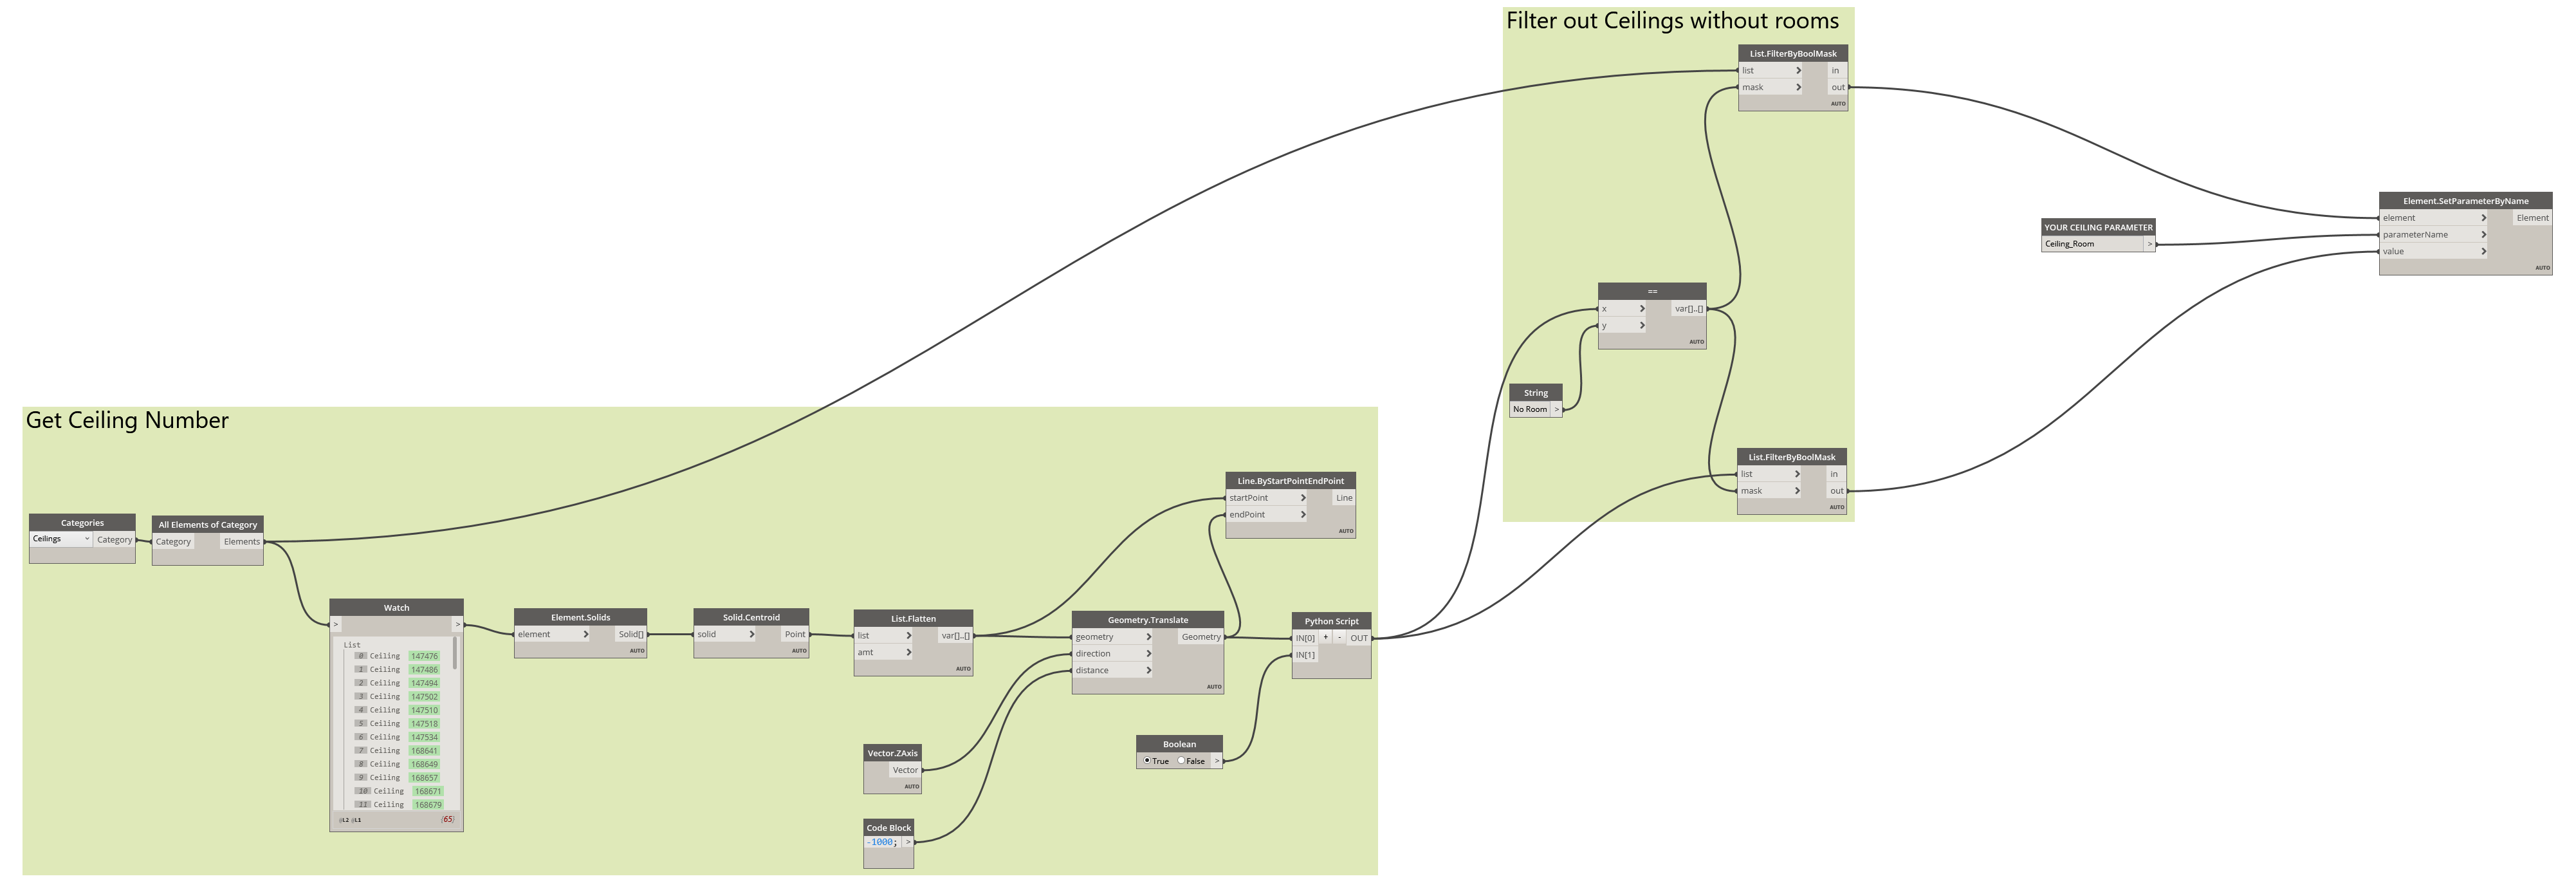 Filter out Ceilings without rooms
List.FilterByBoolMask
list > in
mask > out
AUTO
Element.SetParameterByName
element > Element
parameterName >
value >
AUTO
YOUR CEILING PARAMETER
Ceiling_Room >
==
x > var[]..[]
y >
AUTO
String
No Room >
List.FilterByBoolMask
list > in
mask > out
AUTO
Get Ceiling Number
Categories
Ceilings Category
All Elements of Category
Category Elements
Watch
> >
List
0 Ceiling 147476
1 Ceiling 147486
2 Ceiling 147494
3 Ceiling 147502
4 Ceiling 147510
5 Ceiling 147518
6 Ceiling 147534
7 Ceiling 168641
8 Ceiling 168649
9 Ceiling 168657
10 Ceiling 168671
11 Ceiling 168679
@L2 @L1 {65}
Element.Solids
element > Solid[]
AUTO
Solid.Centroid
solid > Point
AUTO
List.Flatten
list > var[]..[]
amt >
AUTO
Line.ByStartPointEndPoint
startPoint > Line
endPoint >
AUTO
Geometry.Translate
geometry > Geometry
direction >
distance >
AUTO
Python Script
IN[0] + - OUT
IN[1]
Vector.ZAxis
Vector
AUTO
Boolean
True False >
Code Block
-1000; >